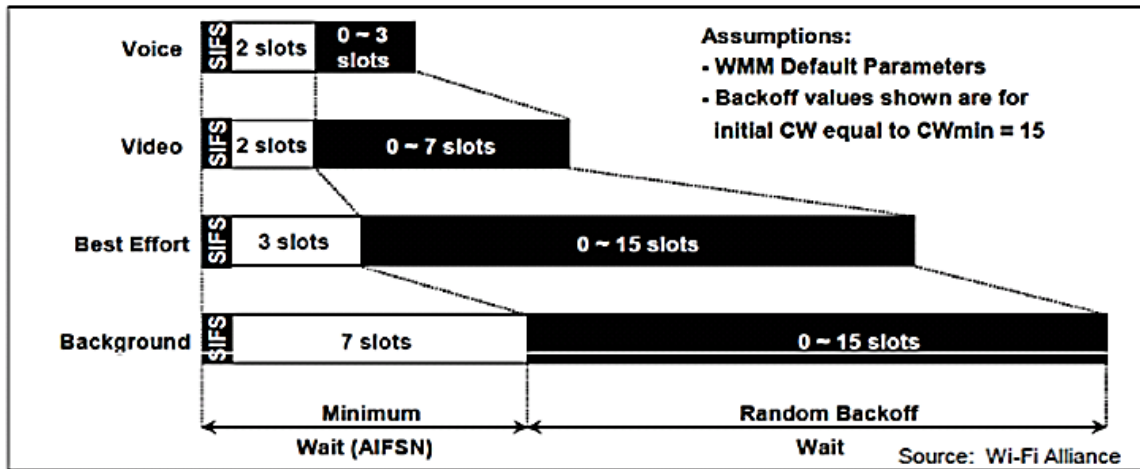 Voice
SIFS
2 slots
0 ~ 3
slots
Assumptions:
- WMM Default Parameters
- Backoff values shown are for
initial CW equal to CWmin = 15
Video
SIFS
2 slots
0 ~ 7 slots
Best Effort
SIFS
3 slots
0 ~ 15 slots
Background
SIFS
7 slots
0 ~ 15 slots
Minimum
Wait (AIFSN)
Random Backoff
Wait
Source: Wi-Fi Alliance